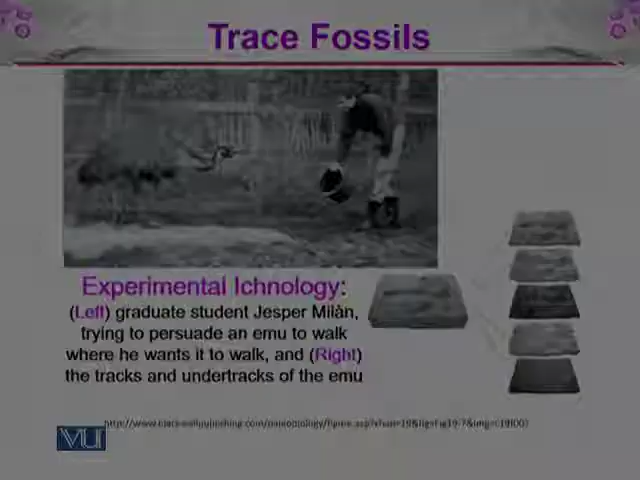 Trace Fossils
Experimental Ichnology:
(Left) graduate student Jesper Milàn,
trying to persuade an emu to walk
where he wants it to walk, and (Right)
the tracks and undertracks of the emu
VU